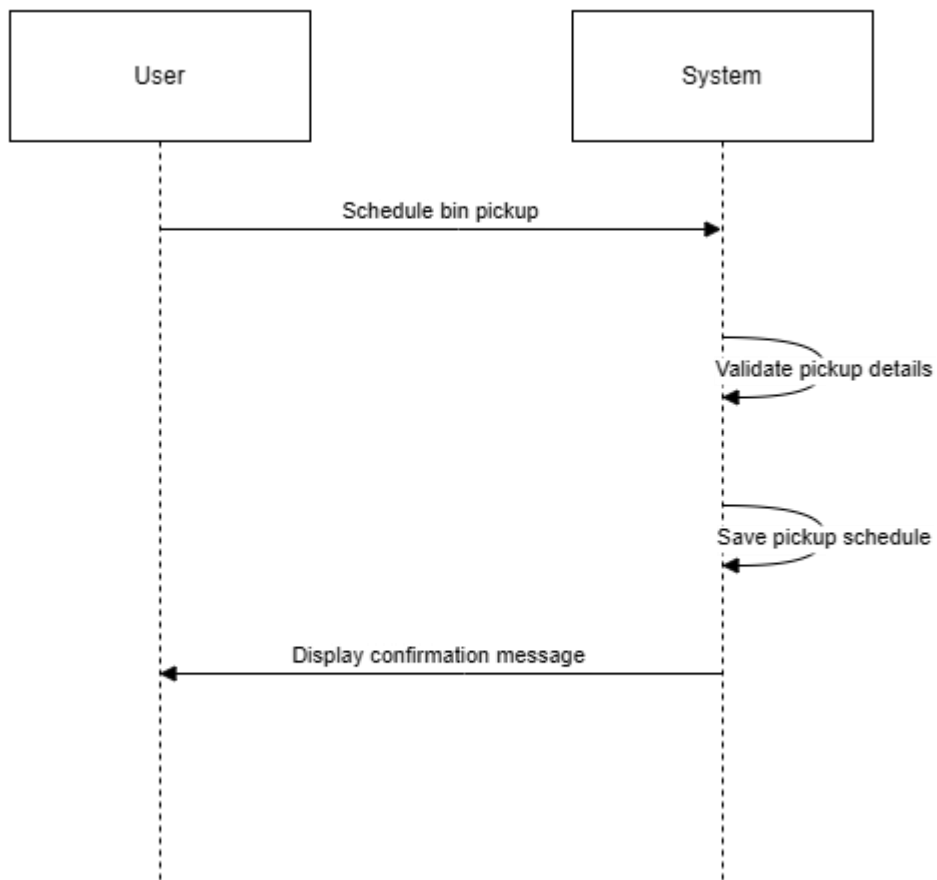 User
System
Schedule bin pickup
Validate pickup details
Save pickup schedule
Display confirmation message